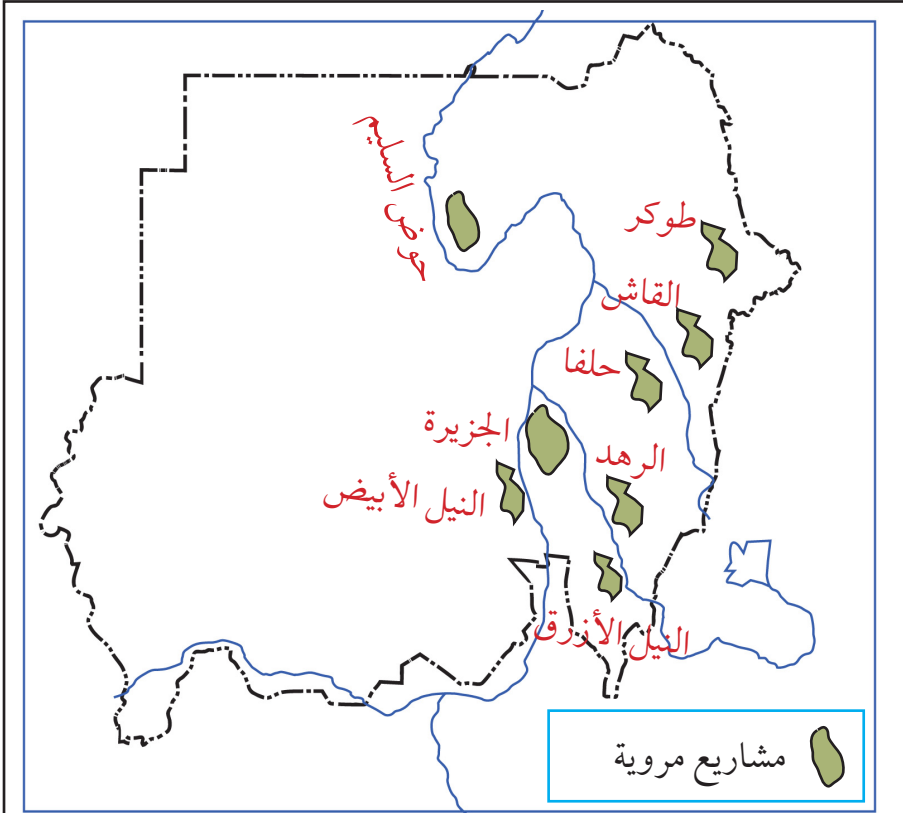 حوض السليم
طوكر
القاش
حلفا
الجزيرة
الرهد
النيل الأبيض
النيل الأزرق
مشاريع مروية